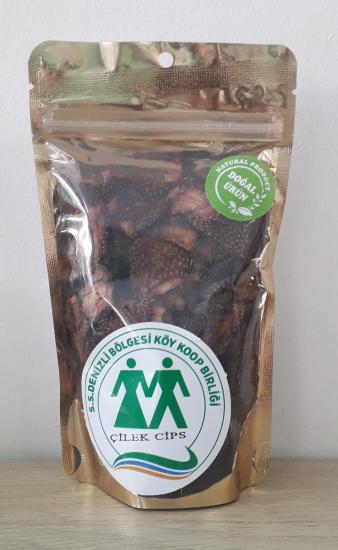 NATURAL PRODUCT
DOĞAL
ÜRÜN
S.S.DENİZLİ BÖLGESİ KÖY KOOP BİRLİĞİ
ÇİLEK CİPS